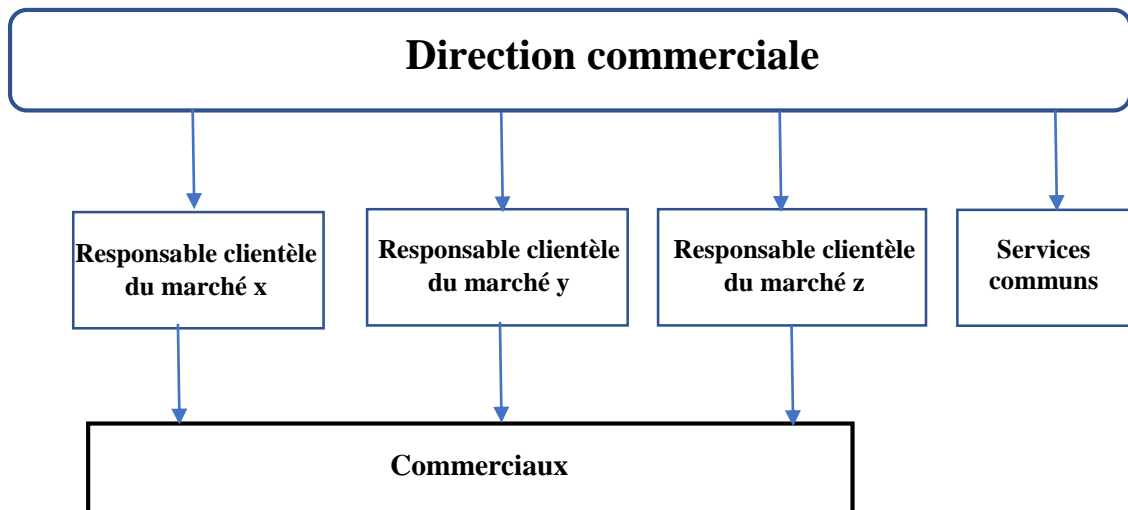 Direction commerciale
Responsable clientèle
du marché x
Responsable clientèle
du marché y
Responsable clientèle
du marché z
Services
communs
Commerciaux